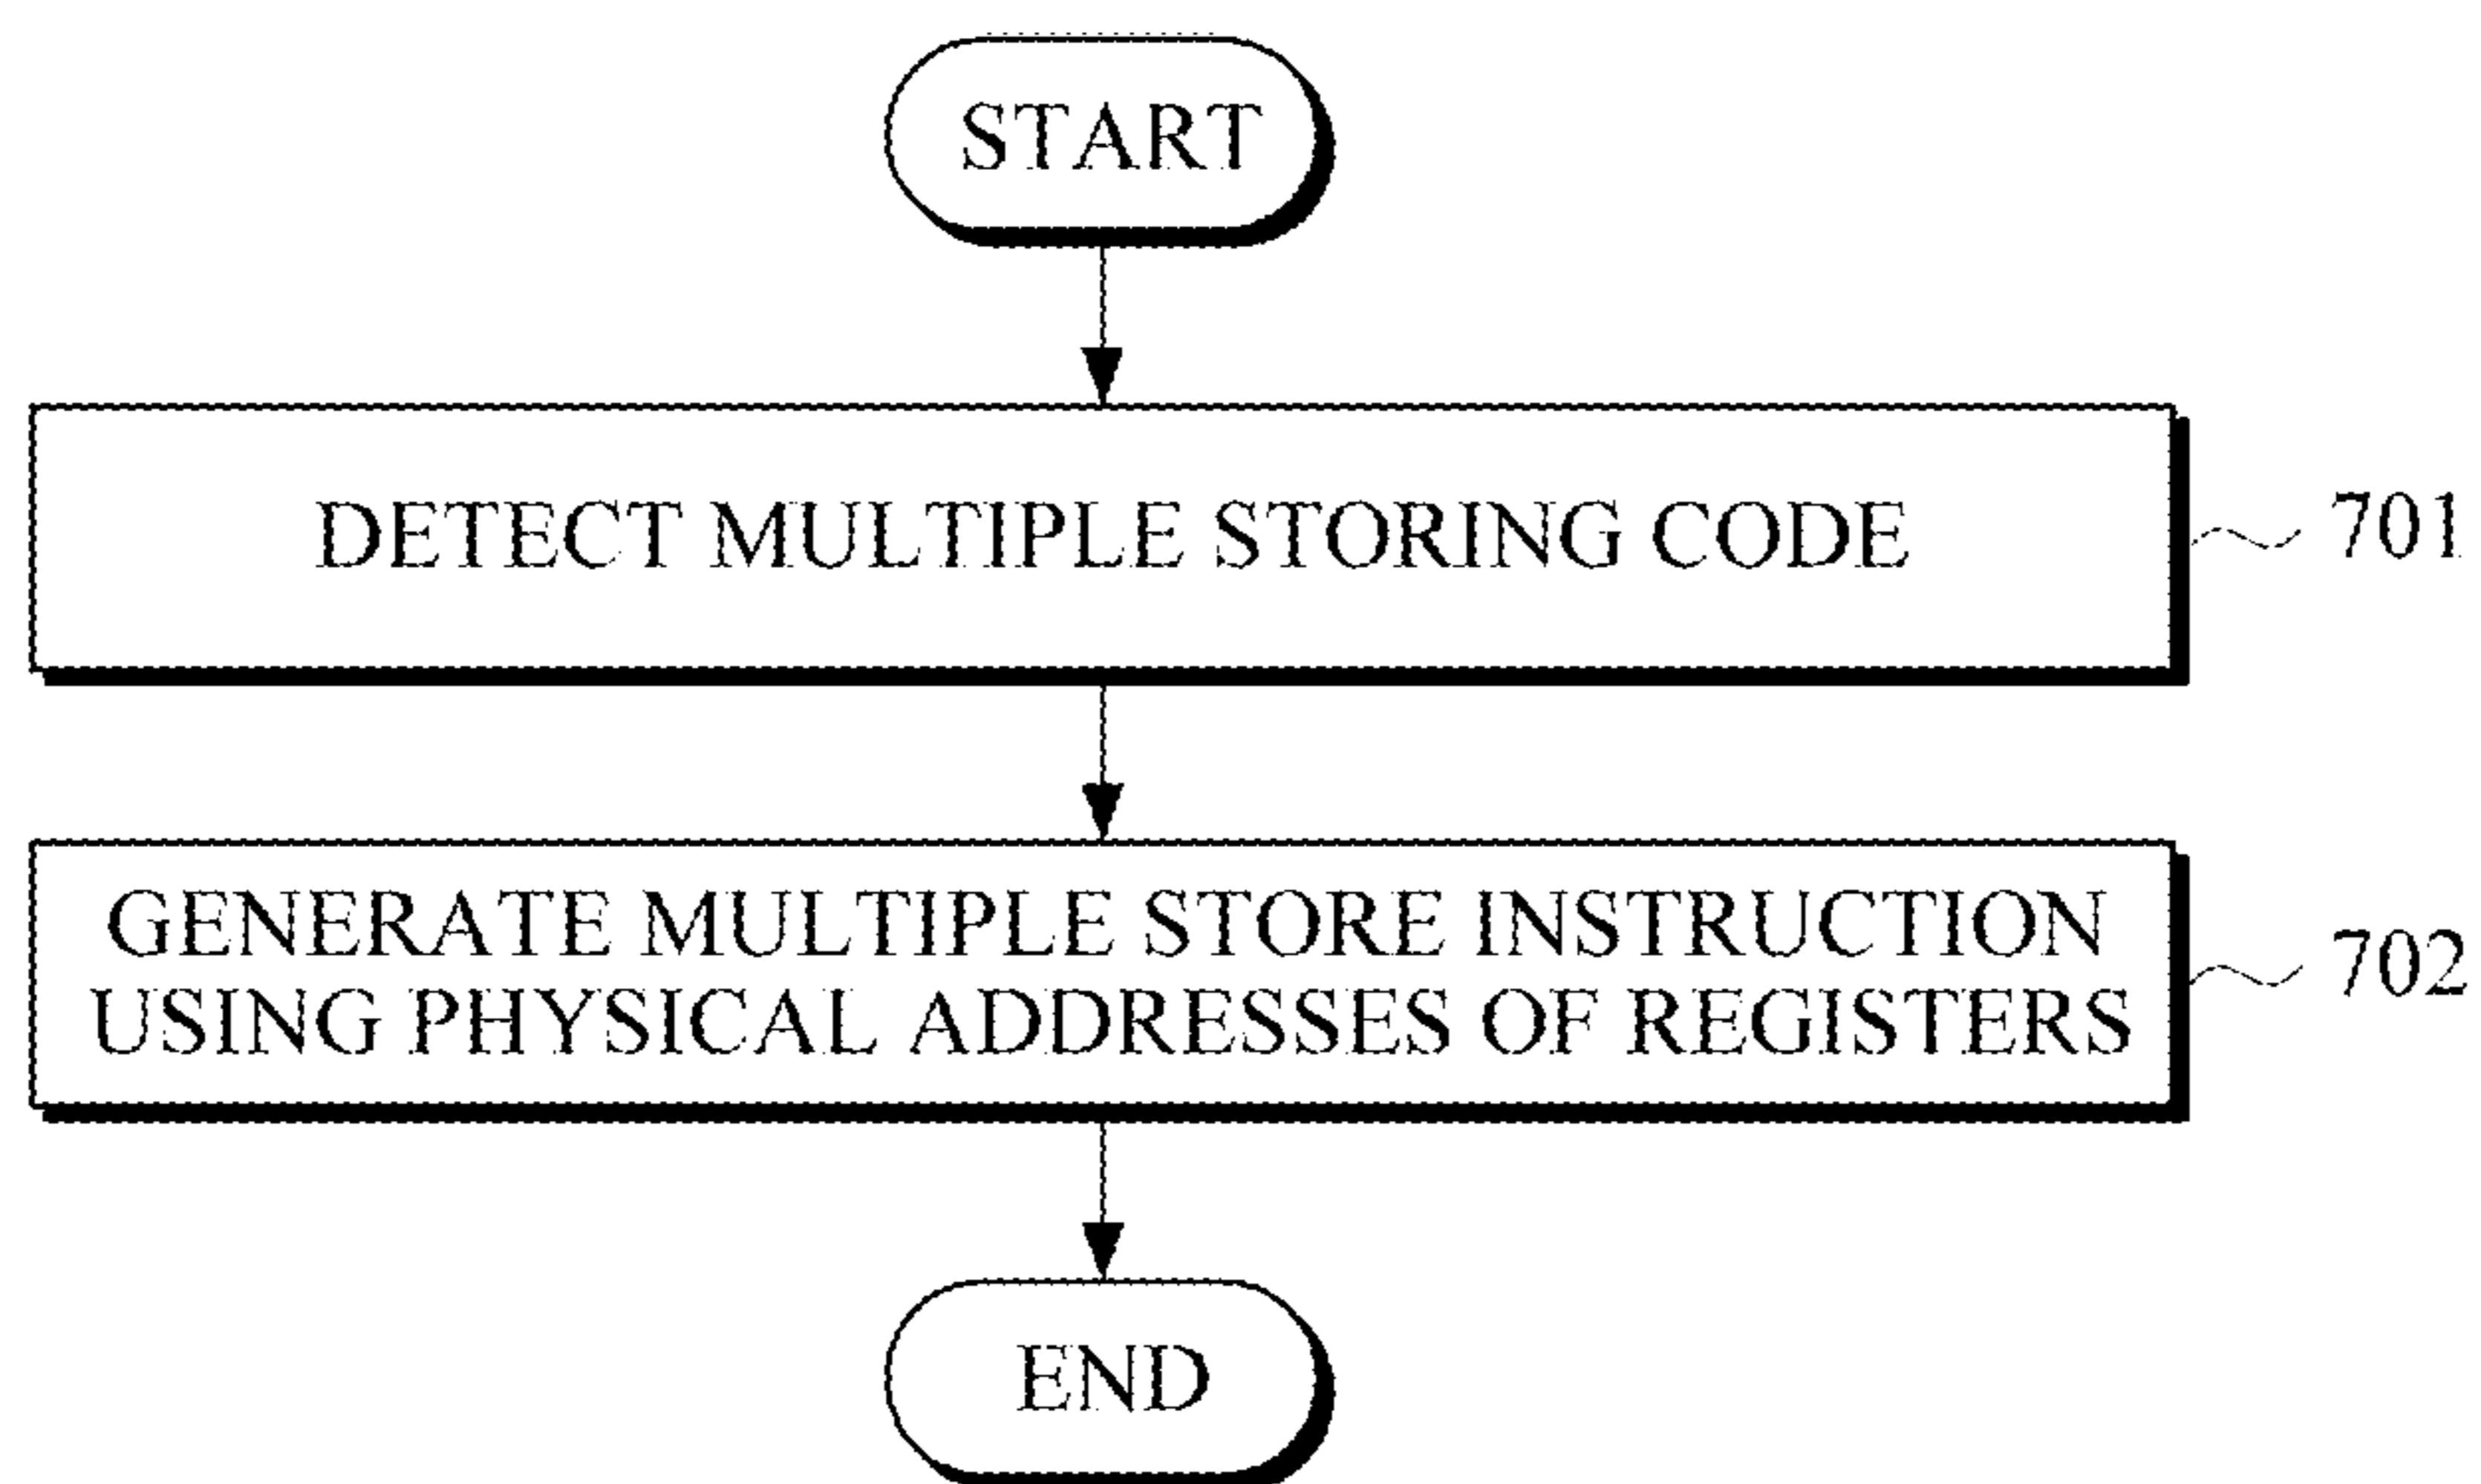 START
DETECT MULTIPLE STORING CODE
701
GENERATE MULTIPLE STORE INSTRUCTION
USING PHYSICAL ADDRESSES OF REGISTERS
702
END